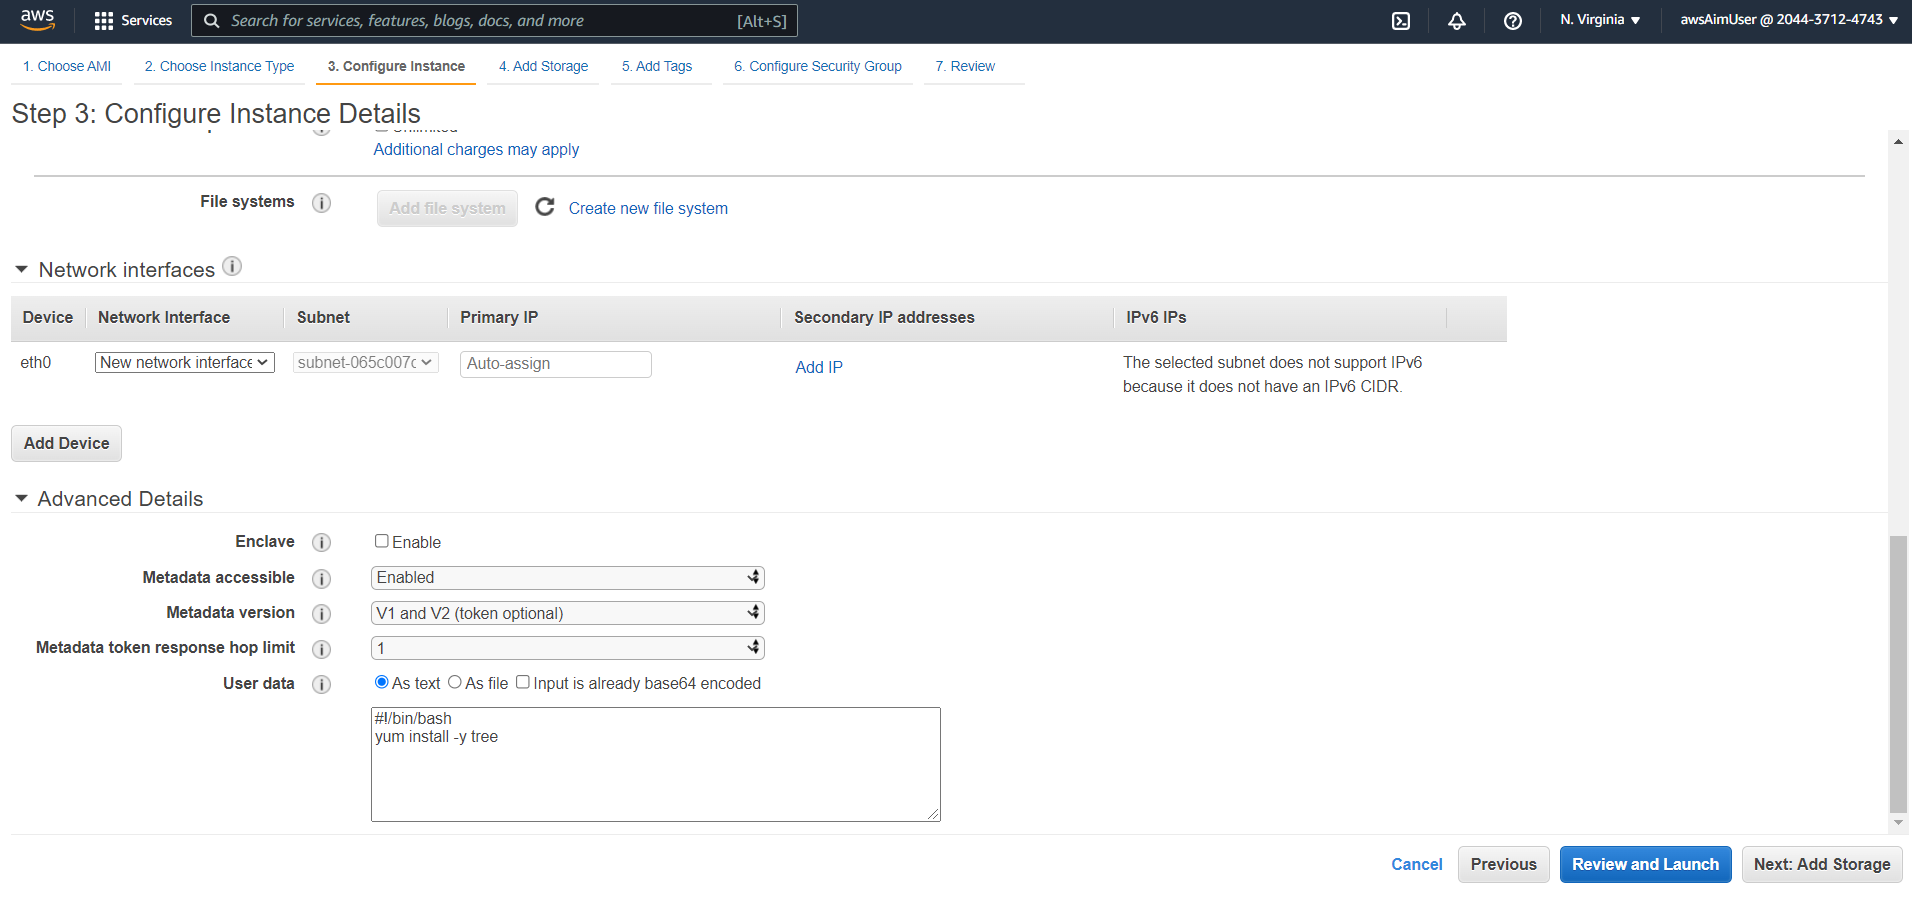 aws
Services
Search for services, features, blogs, docs, and more [Alt+S]
N. Virginia
awsAimUser @ 2044-3712-4743
1. Choose AMI 2. Choose Instance Type 3. Configure Instance 4. Add Storage 5. Add Tags 6. Configure Security Group 7. Review
Step 3: Configure Instance Details
Unlimited
Additional charges may apply
File systems i Add file system Create new file system
Network interfaces i
Device Network Interface Subnet Primary IP Secondary IP addresses IPv6 IPs
eth0 New network interface subnet-065c007c Auto-assign Add IP The selected subnet does not support IPv6
because it does not have an IPv6 CIDR.
Add Device
Advanced Details
Enclave i Enable
Metadata accessible i Enabled
Metadata version i V1 and V2 (token optional)
Metadata token response hop limit i 1
User data i As text As file Input is already base64 encoded
#!/bin/bash
yum install -y tree
Cancel Previous Review and Launch Next: Add Storage